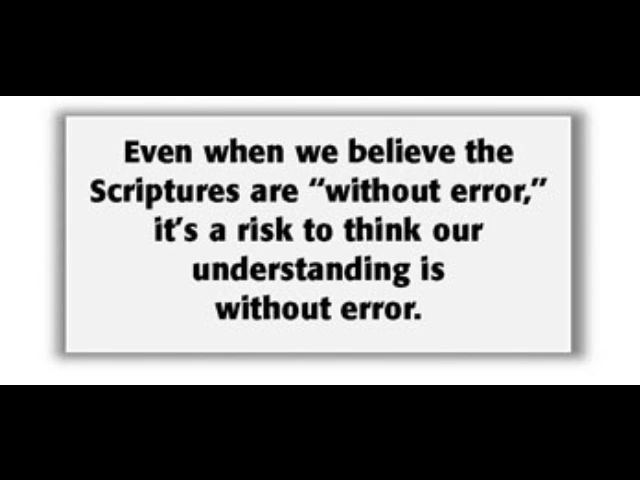 Even when we believe the
Scriptures are “without error,”
it’s a risk to think our
understanding is
without error.